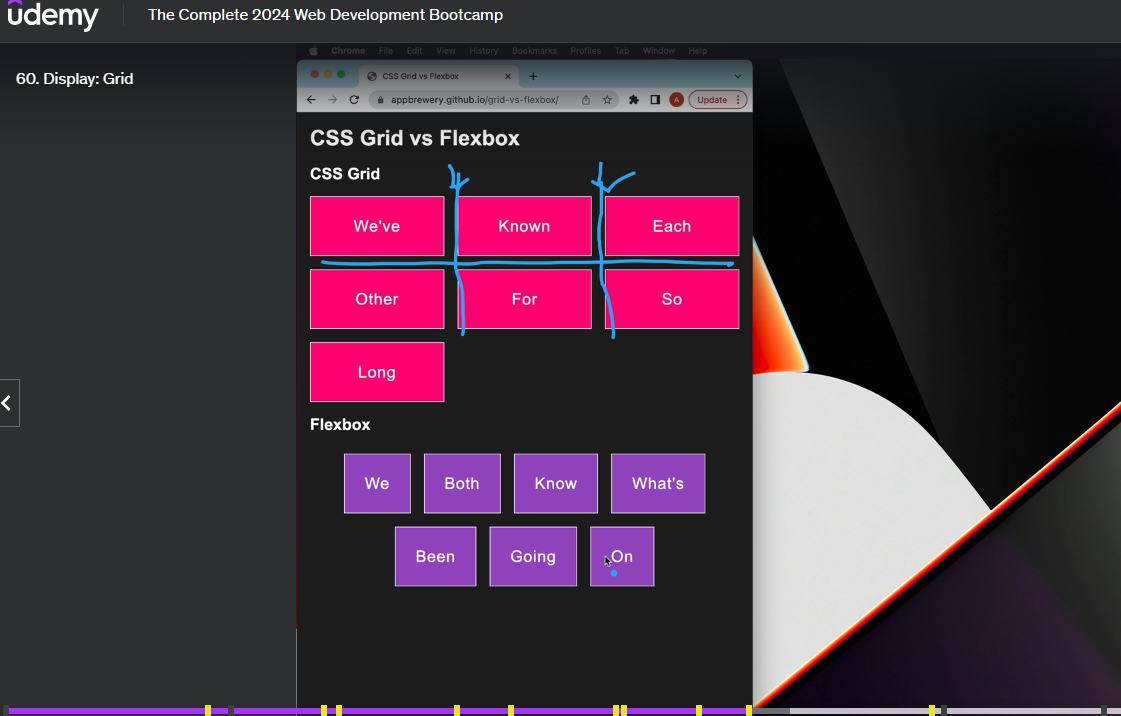 udemy
The Complete 2024 Web Development Bootcamp
Chrome File Edit View History Bookmarks Profiles Tab Window Help
60. Display: Grid
CSS Grid vs Flexbox
appbrewery.github.io/grid-vs-flexbox/
A
Update
CSS Grid vs Flexbox
CSS Grid
We've Known Each
Other For So
Long
Flexbox
We Both Know What's
Been Going On